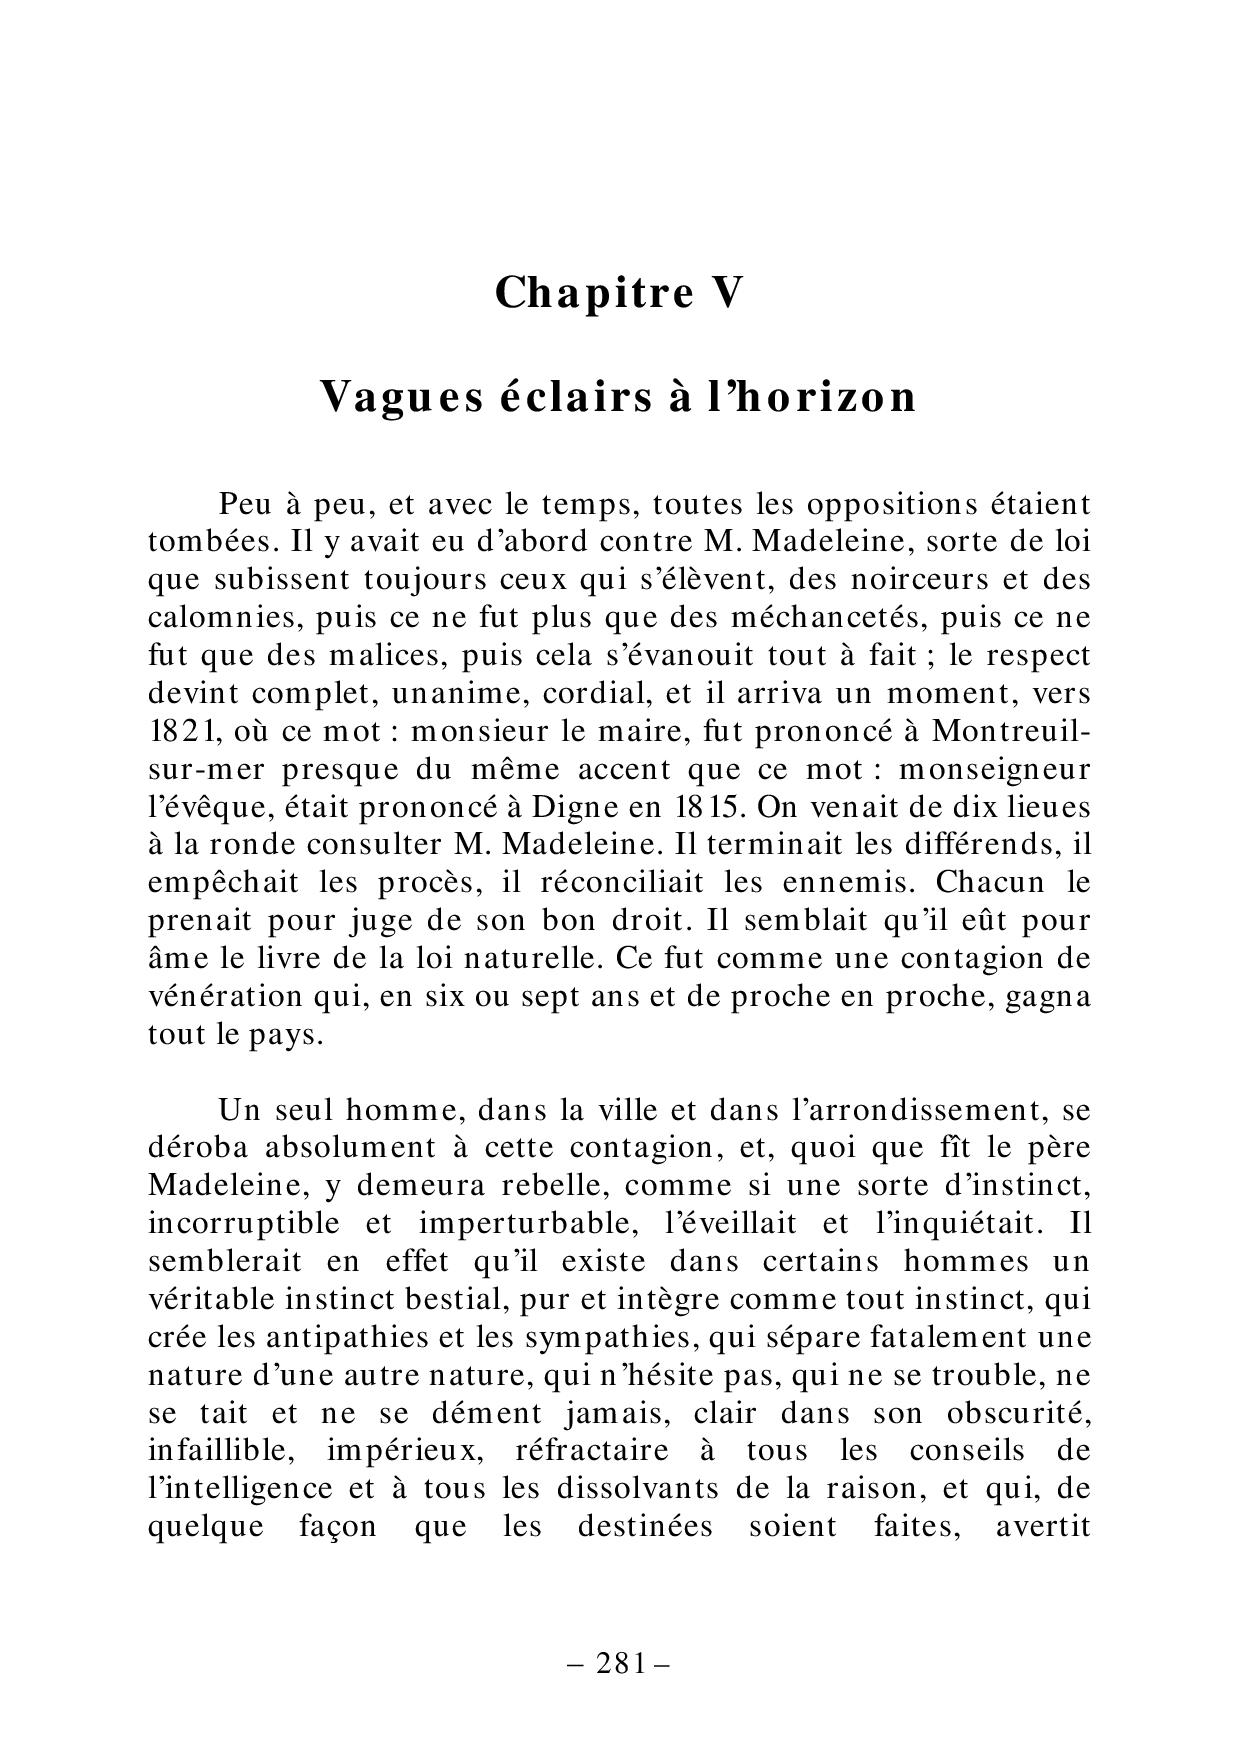 Chapitre V
Vagues éclairs à l’horizon
Peu à peu, et avec le temps, toutes les oppositions étaient
tombées. Il y avait eu d’abord contre M. Madeleine, sorte de loi
que subissent toujours ceux qui s’élèvent, des noirceurs et des
calomnies, puis ce ne fut plus que des méchancetés, puis ce ne
fut que des malices, puis cela s’évanouit tout à fait ; le respect
devint complet, unanime, cordial, et il arriva un moment, vers
1821, où ce mot : monsieur le maire, fut prononcé à Montreuil-
sur-mer presque du même accent que ce mot : monseigneur
l’évêque, était prononcé à Digne en 1815. On venait de dix lieues
à la ronde consulter M. Madeleine. Il terminait les différends, il
empêchait les procès, il réconciliait les ennemis. Chacun le
prenait pour juge de son bon droit. Il semblait qu’il eût pour
âme le livre de la loi naturelle. Ce fut comme une contagion de
vénération qui, en six ou sept ans et de proche en proche, gagna
tout le pays.
Un seul homme, dans la ville et dans l’arrondissement, se
déroba absolument à cette contagion, et, quoi que fît le père
Madeleine, y demeura rebelle, comme si une sorte d’instinct,
incorruptible et imperturbable, l’éveillait et l’inquiétait. Il
semblerait en effet qu’il existe dans certains hommes un
véritable instinct bestial, pur et intègre comme tout instinct, qui
crée les antipathies et les sympathies, qui sépare fatalement une
nature d’une autre nature, qui n’hésite pas, qui ne se trouble, ne
se tait et ne se dément jamais, clair dans son obscurité,
infaillible, impérieux, réfractaire à tous les conseils de
l’intelligence et à tous les dissolvants de la raison, et qui, de
quelque façon que les destinées soient faites, avertit
– 281 –